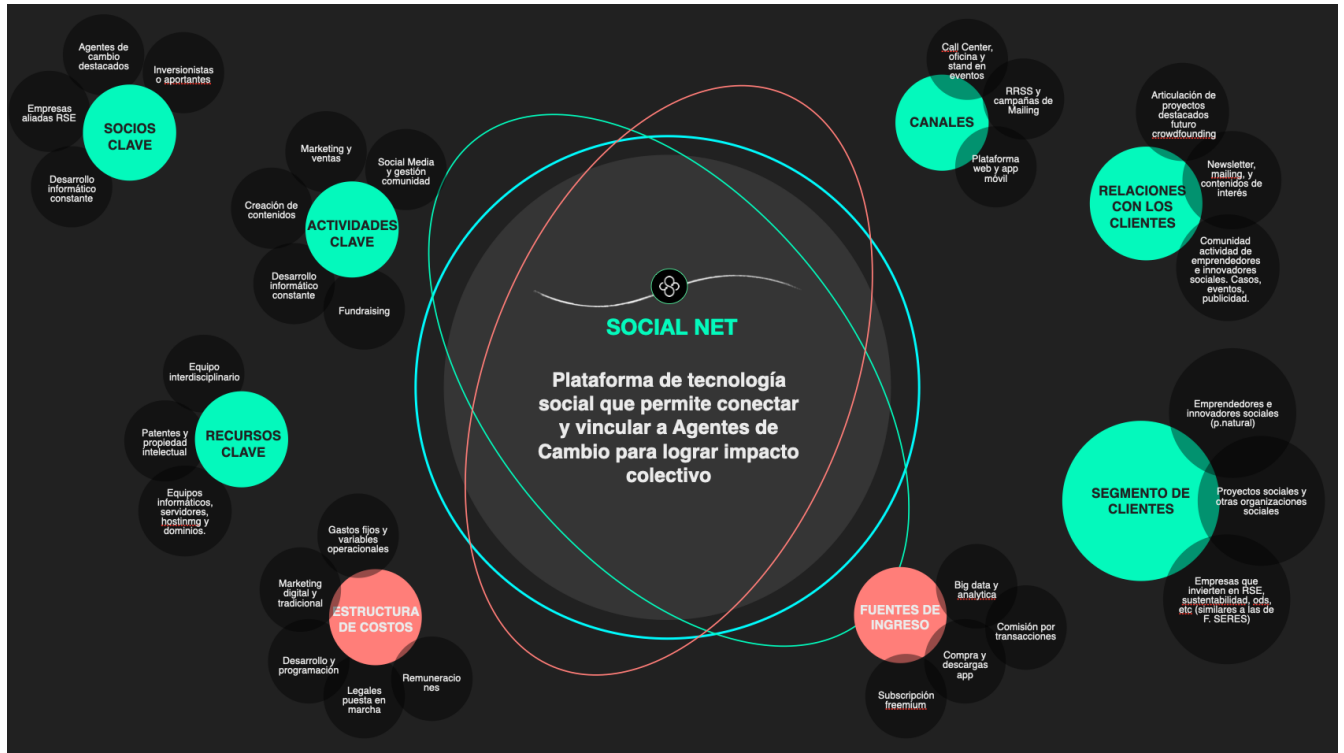 Agentes de
cambio
destacados
Inversionistas
o aportantes
Empresas
aliadas RSE
SOCIOS
CLAVE
Desarrollo
informático
constante
Marketing y
ventas
Social Media
y gestión
comunidad
Creación de
contenidos
ACTIVIDADES
CLAVE
Desarrollo
informático
constante
Fundraising
Equipo
interdisciplinario
Patentes y
propiedad
intelectual
RECURSOS
CLAVE
Equipos
informáticos,
servidores,
hostinmg y
dominios.
Gastos fijos y
variables
operacionales
Marketing
digital y
tradicional
ESTRUCTURA
DE COSTOS
Desarrollo y
programación
Legales
puesta en
marcha
Remuneracio
nes
SOCIAL NET
Plataforma de tecnología
social que permite conectar
y vincular a Agentes de
Cambio para lograr impacto
colectivo
Call Center,
oficina y
stand en
eventos
RRSS y
campañas de
Mailing
CANALES
Plataforma
web y app
móvil
Articulación de
proyectos
destacados
futuro
crowdfounding
Newsletter,
mailing, y
contenidos de
interés
RELACIONES
CON LOS
CLIENTES
Comunidad
actividad de
emprendedores
e innovadores
sociales. Casos,
eventos,
publicidad.
Emprendedores e
innovadores sociales
(p.natural)
SEGMENTO DE
CLIENTES
Proyectos sociales y
otras organizaciones
sociales
Empresas que
invierten en RSE,
sustentabilidad, ods,
etc (similares a las de
F. SERES)
Big data y
analytica
FUENTES DE
INGRESO
Comisión por
transacciones
Compra y
descargas
app
Subscripción
freemium